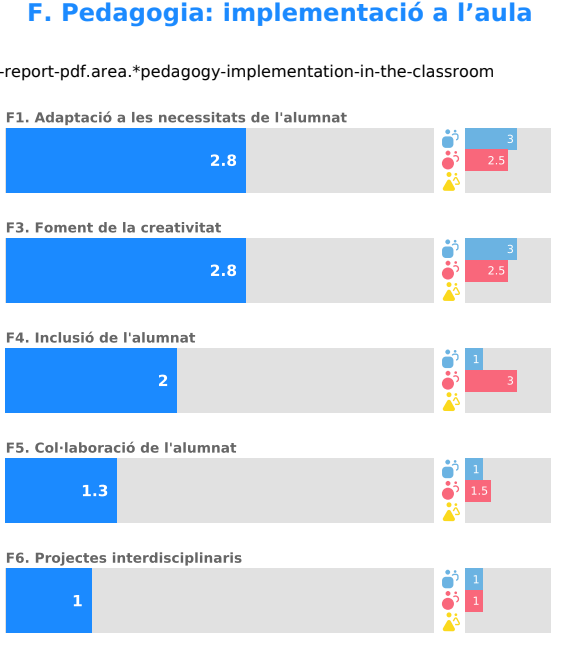 F. Pedagogia: implementació a l’aula
-report-pdf.area.*pedagogy-implementation-in-the-classroom
F1. Adaptació a les necessitats de l'alumnat
2.8
3
2.5
F3. Foment de la creativitat
2.8
3
2.5
F4. Inclusió de l'alumnat
2
1
3
F5. Col·laboració de l'alumnat
1.3
1
1.5
F6. Projectes interdisciplinaris
1
1
1